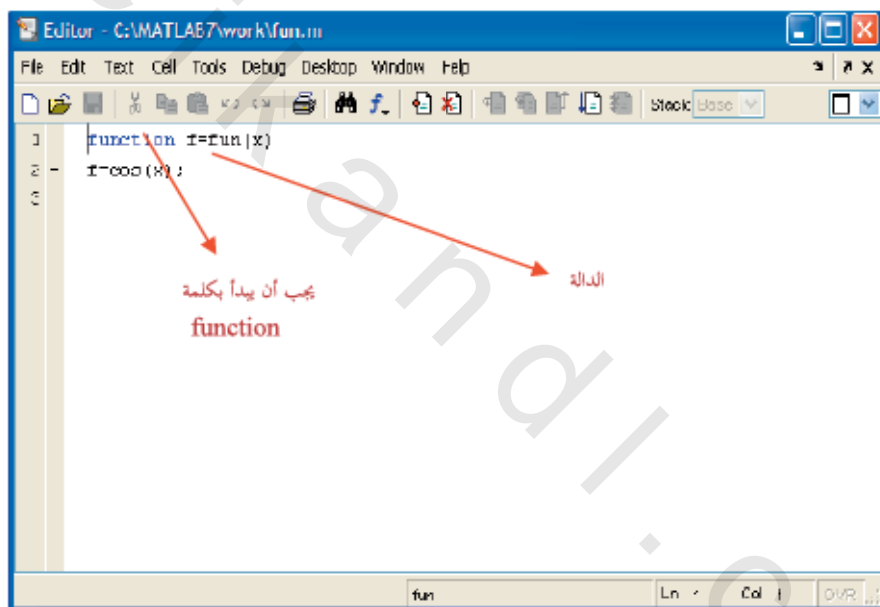 Editor - C:\MATLAB7\work\fun.m
File Edit Text Cell Tools Debug Desktop Window Help
Stack: Base
1 function f=fun(x)
2 - f=cos(x);
3
الدالة
يجب أن يبدأ بكلمة
function
k a n d l . o
fun Ln Col OVR